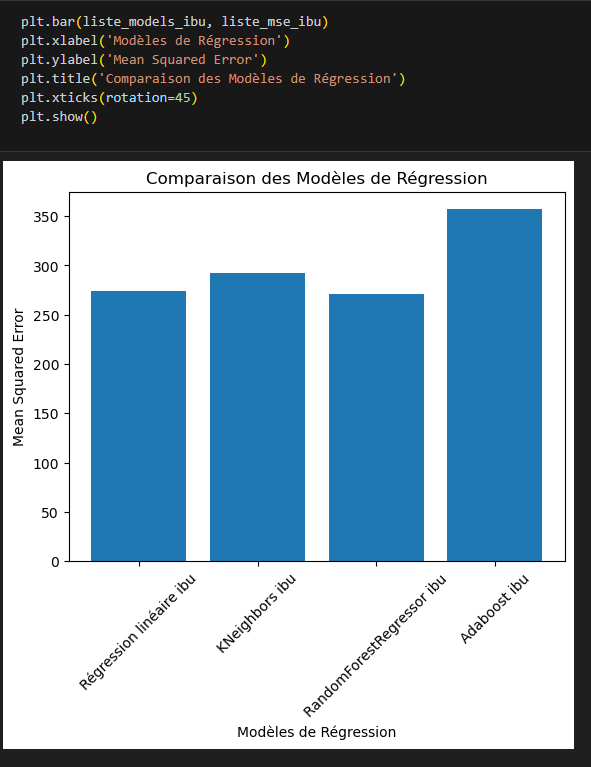 plt.bar(liste_models_ibu, liste_mse_ibu)
plt.xlabel('Modèles de Régression')
plt.ylabel('Mean Squared Error')
plt.title('Comparaison des Modèles de Régression')
plt.xticks(rotation=45)
plt.show()
Comparaison des Modèles de Régression
Mean Squared Error
350
300
250
200
150
100
50
0
Régression linéaire ibu
KNeighbors ibu
RandomForestRegressor ibu
Adaboost ibu
Modèles de Régression